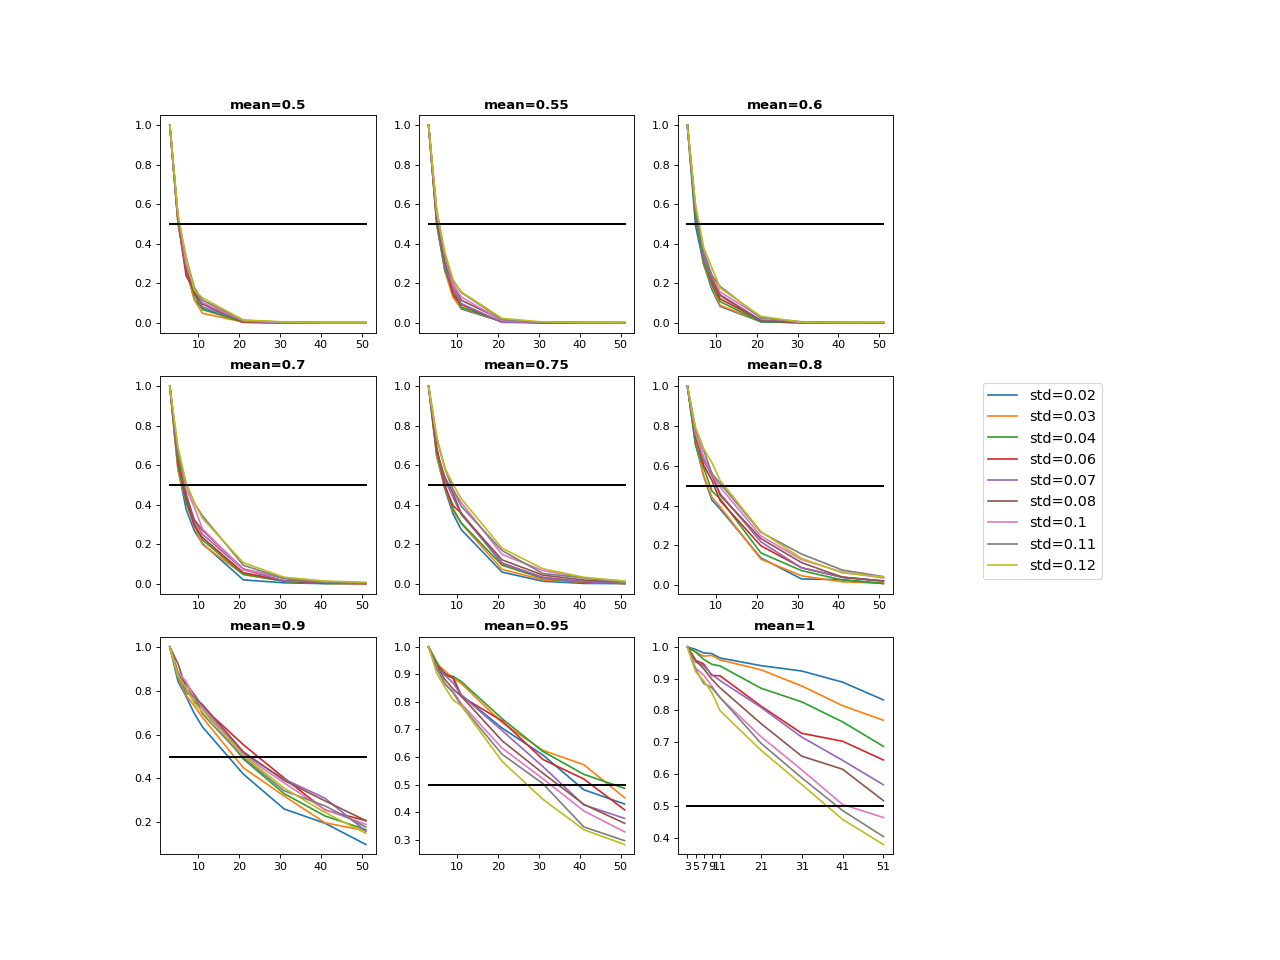 mean=0.5 mean=0.55 mean=0.6
1.0 1.0 1.0
0.8 0.8 0.8
0.6 0.6 0.6
0.4 0.4 0.4
0.2 0.2 0.2
0.0 0.0 0.0
10 20 30 40 50 10 20 30 40 50 10 20 30 40 50
mean=0.7 mean=0.75 mean=0.8
1.0 1.0 1.0
0.8 0.8 0.8
0.6 0.6 0.6
0.4 0.4 0.4
0.2 0.2 0.2
0.0 0.0 0.0
10 20 30 40 50 10 20 30 40 50 10 20 30 40 50
std=0.02
std=0.03
std=0.04
std=0.06
std=0.07
std=0.08
std=0.1
std=0.11
std=0.12
mean=0.9 mean=0.95 mean=1
1.0 1.0 1.0
0.8 0.9 0.9
0.6 0.8 0.8
0.4 0.7 0.7
0.2 0.6 0.6
0.5 0.5
0.4 0.4
0.3
10 20 30 40 50 10 20 30 40 50 3 5 7 9 11 21 31 41 51